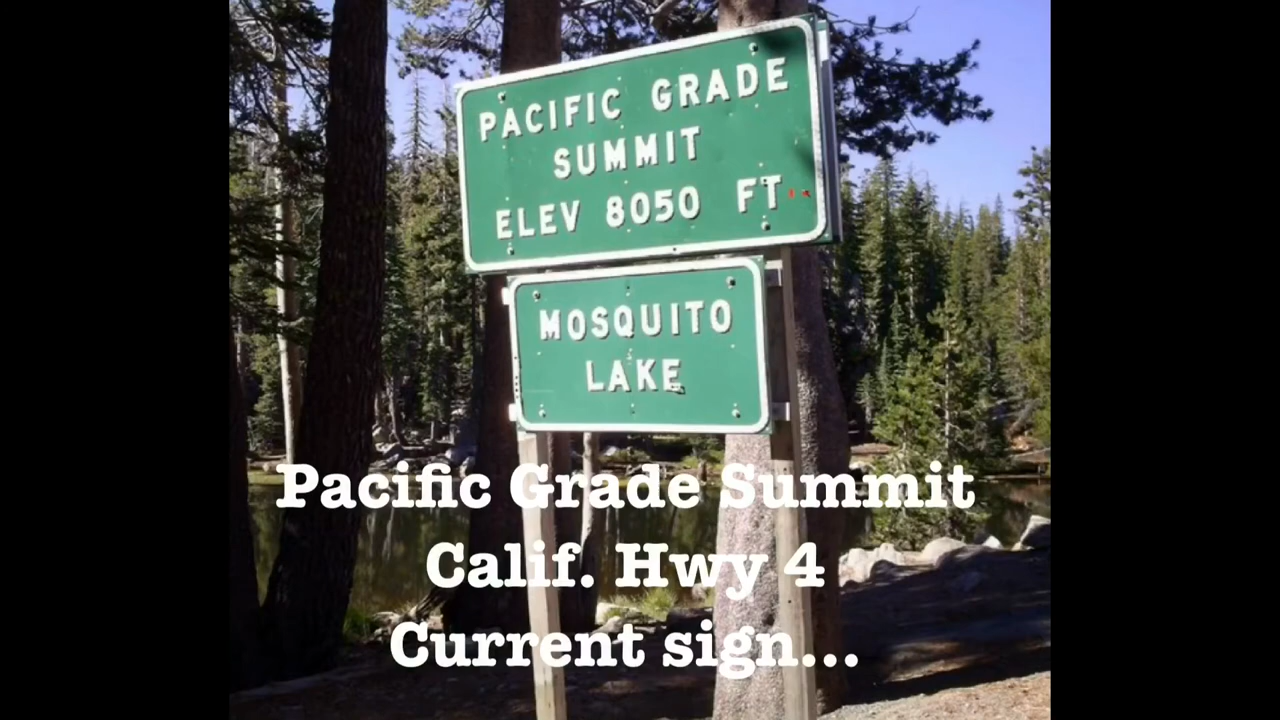 PACIFIC GRADE
SUMMIT
ELEV 8050 FT
MOSQUITO
LAKE
Pacific Grade Summit
Calif. Hwy 4
Current sign...